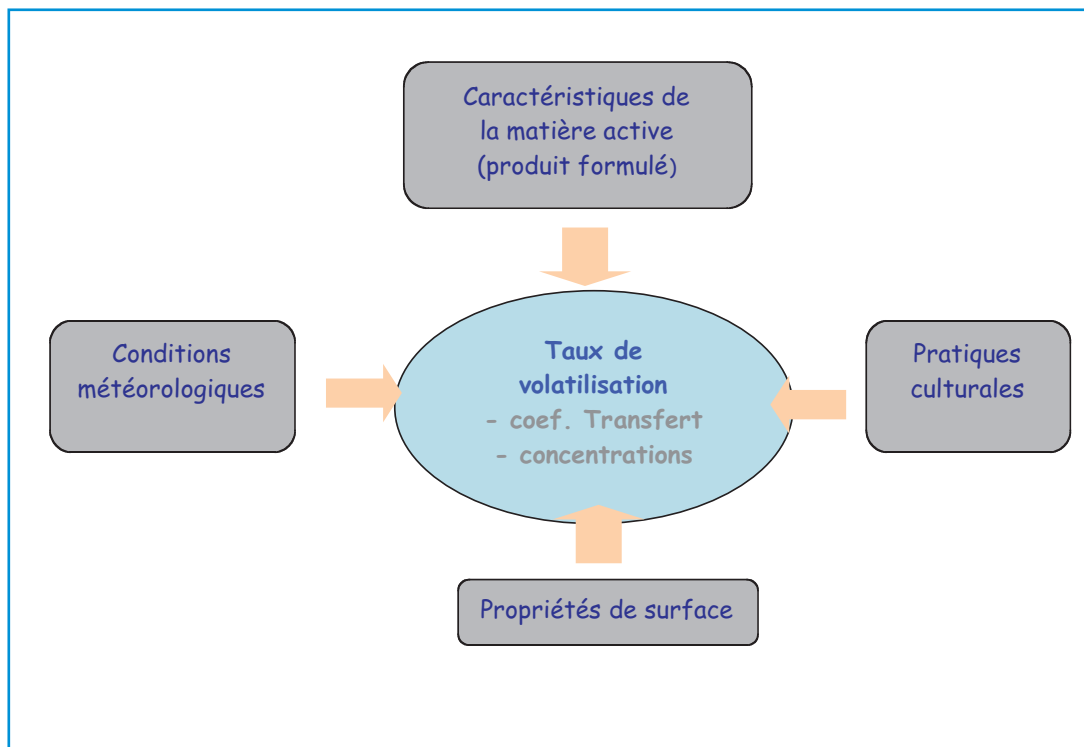 Caractéristiques de
la matière active
(produit formulé)
Conditions
météorologiques
Taux de
volatilisation
- coef. Transfert
- concentrations
Pratiques
culturales
Propriétés de surface